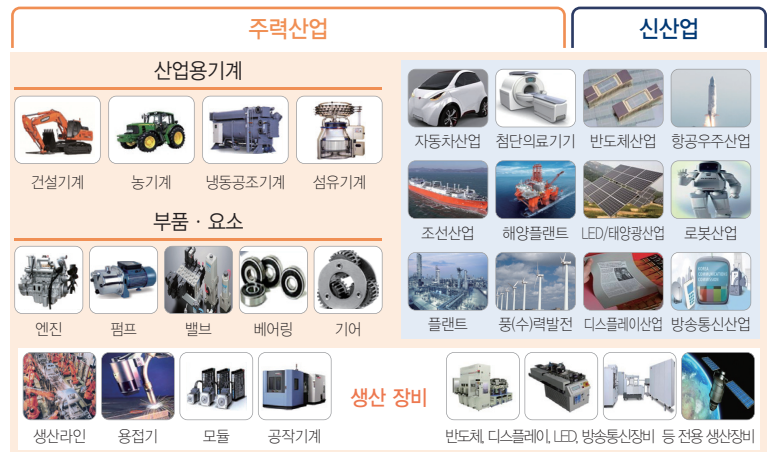 주력산업
신산업
산업용기계
건설기계 농기계 냉동공조기계 섬유기계
부품 · 요소
엔진 펌프 밸브 베어링 기어
자동차산업 첨단의료기기 반도체산업 항공우주산업
조선산업 해양플랜트 LED/태양광산업 로봇산업
플랜트 풍(수)력발전 디스플레이산업 방송통신산업
생산라인 용접기 모듈 공작기계
생산 장비
반도체, 디스플레이, LED, 방송통신장비 등 전용 생산장비